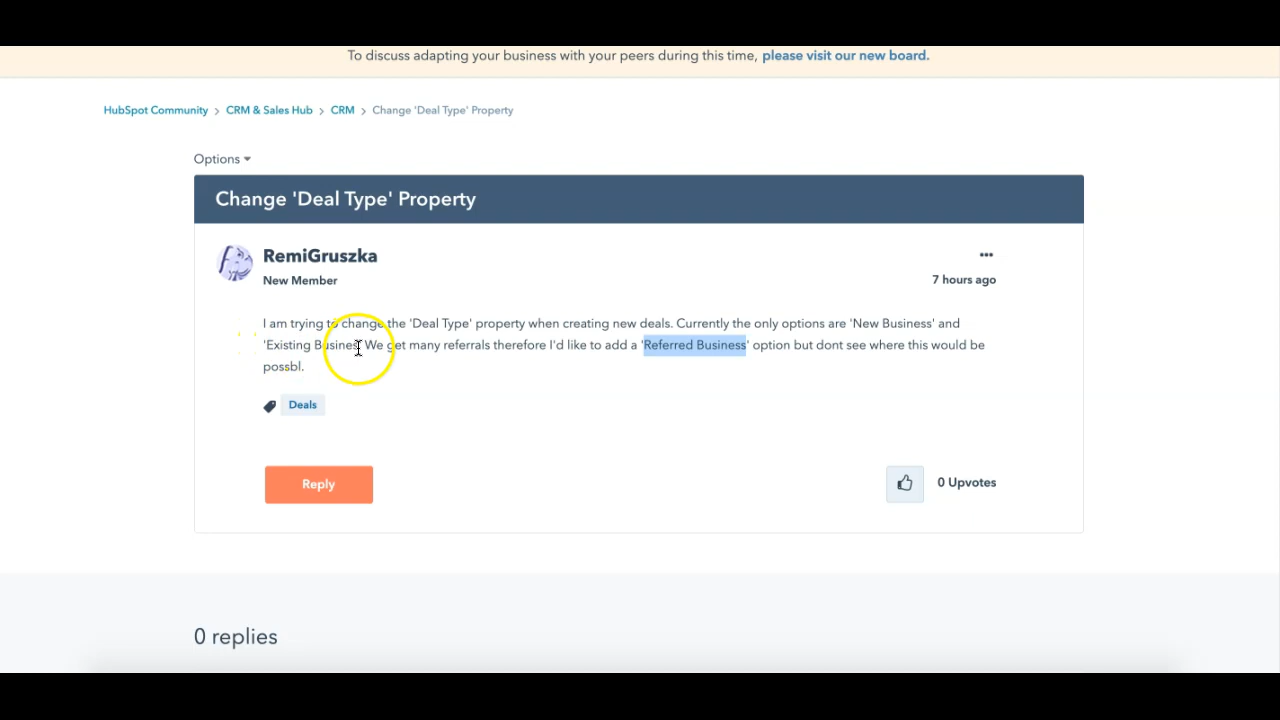 To discuss adapting your business with your peers during this time, please visit our new board.
HubSpot Community > CRM & Sales Hub > CRM > Change 'Deal Type' Property
Options
Change 'Deal Type' Property
RemiGruszka
New Member
7 hours ago
I am trying to change the 'Deal Type' property when creating new deals. Currently the only options are 'New Business' and
'Existing Busines. We get many referrals therefore I'd like to add a 'Referred Business' option but dont see where this would be
possbl.
Deals
Reply
0 Upvotes
0 replies